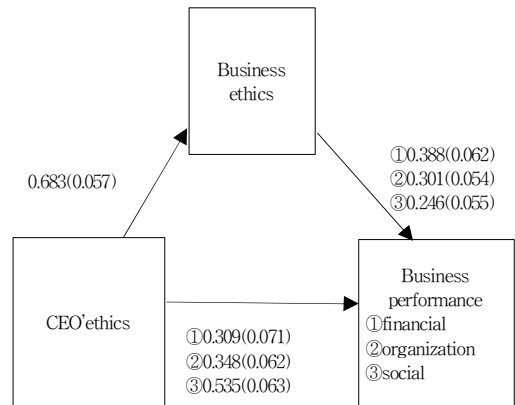 Business
ethics
①0.388(0.062)
②0.301(0.054)
③0.246(0.055)
0.683(0.057)
CEO'ethics
①0.309(0.071)
②0.348(0.062)
③0.535(0.063)
Business
performance
①financial
②organization
③social